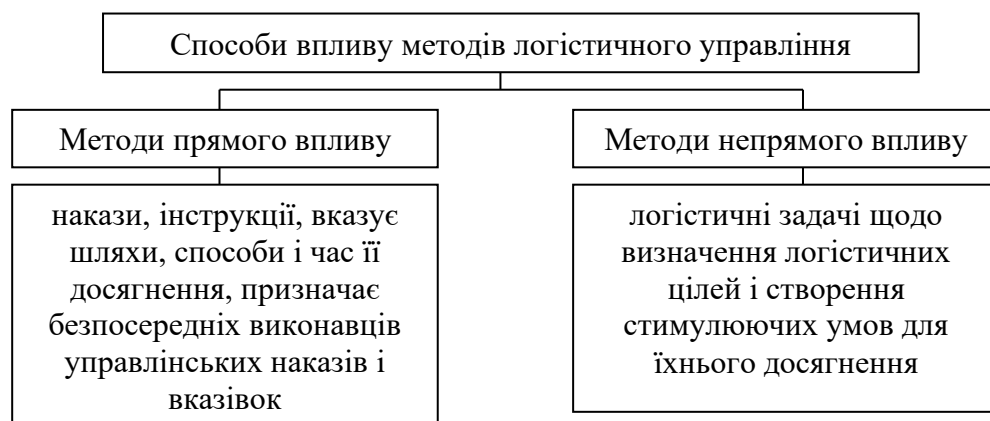 Способи впливу методів логістичного управління
Методи прямого впливу
Методи непрямого впливу
накази, інструкції, вказує
шляхи, способи і час її
досягнення, призначає
безпосередніх виконавців
управлінських наказів і
вказівок
логістичні задачі щодо
визначення логістичних
цілей і створення
стимулюючих умов для
їхнього досягнення